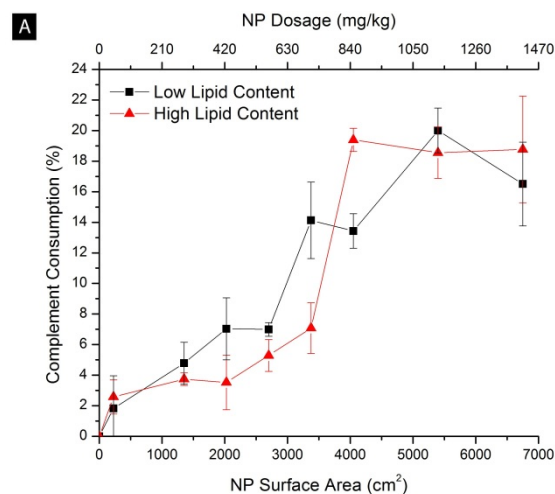 A
NP Dosage (mg/kg)
0 210 420 630 840 1050 1260 1470
24
22
20
18
16
14
12
10
8
6
4
2
0
Complement Consumption (%)
Low Lipid Content
High Lipid Content
0 1000 2000 3000 4000 5000 6000 7000
NP Surface Area (cm²)